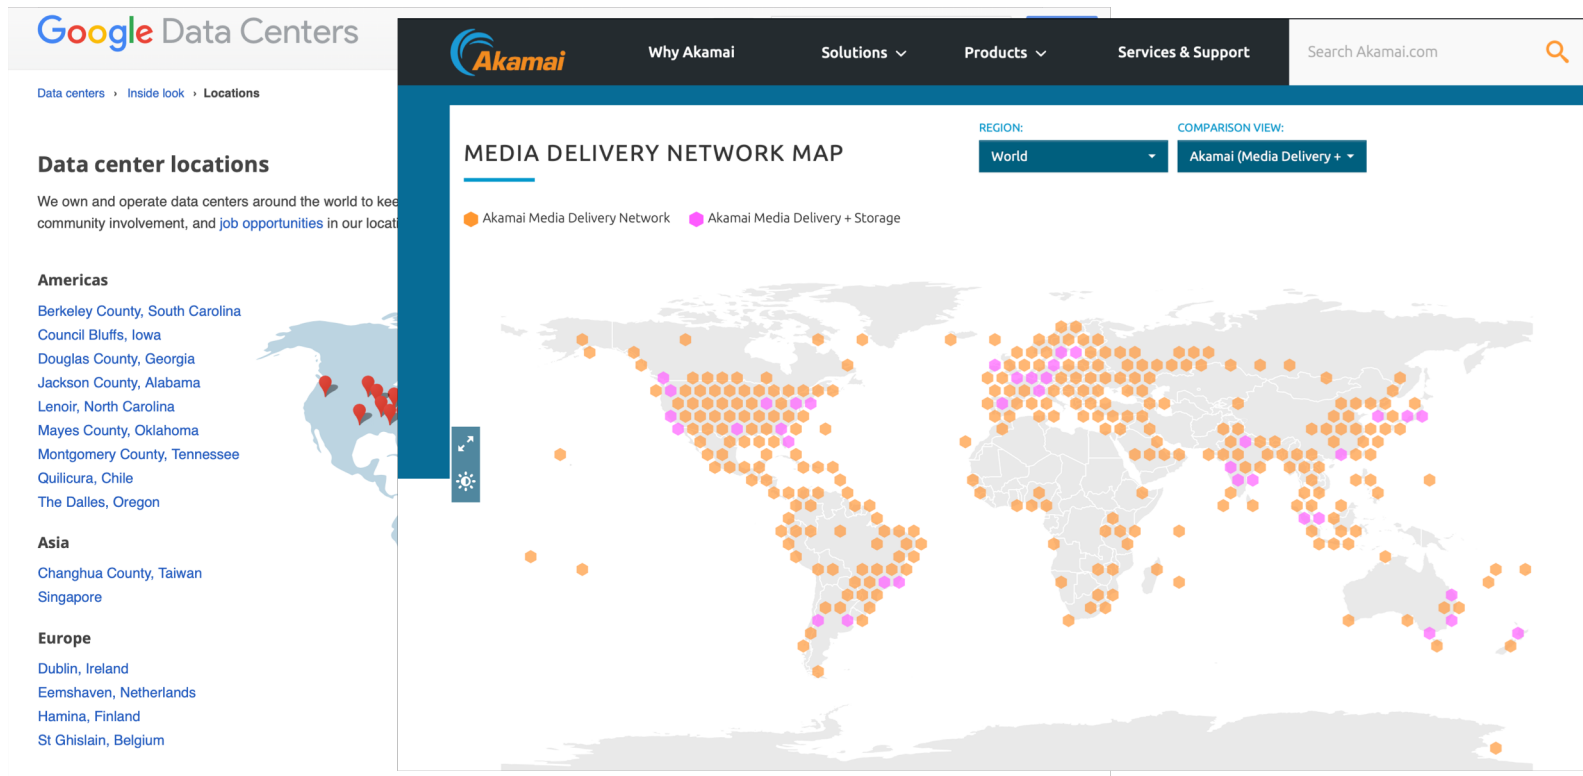 Google Data Centers
Data centers › Inside look › Locations
Data center locations
We own and operate data centers around the world to kee
community involvement, and job opportunities in our locati
Americas
Berkeley County, South Carolina
Council Bluffs, Iowa
Douglas County, Georgia
Jackson County, Alabama
Lenoir, North Carolina
Mayes County, Oklahoma
Montgomery County, Tennessee
Quilicura, Chile
The Dalles, Oregon
Asia
Changhua County, Taiwan
Singapore
Europe
Dublin, Ireland
Eemshaven, Netherlands
Hamina, Finland
St Ghislain, Belgium
Akamai
Why Akamai
Solutions
Products
Services & Support
Search Akamai.com
MEDIA DELIVERY NETWORK MAP
REGION:
World
COMPARISON VIEW:
Akamai (Media Delivery +
Akamai Media Delivery Network
Akamai Media Delivery + Storage